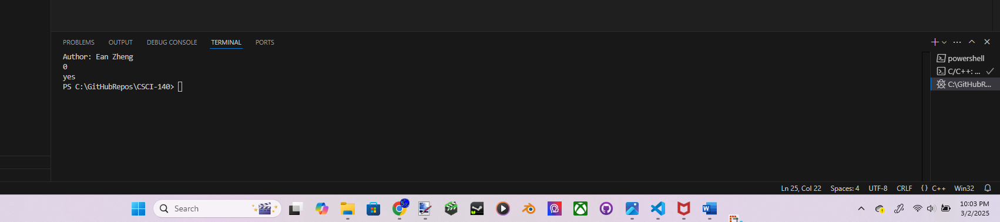 PROBLEMS OUTPUT DEBUG CONSOLE TERMINAL PORTS
Author: Ean Zheng
0
yes
PS C:\GitHubRepos\CSCI-140>
powershell
C/C++: ...
C:\GitHubR...
Ln 25, Col 22 Spaces: 4 UTF-8 CRLF {} C++ Win32
Search
10:03 PM
3/2/2025